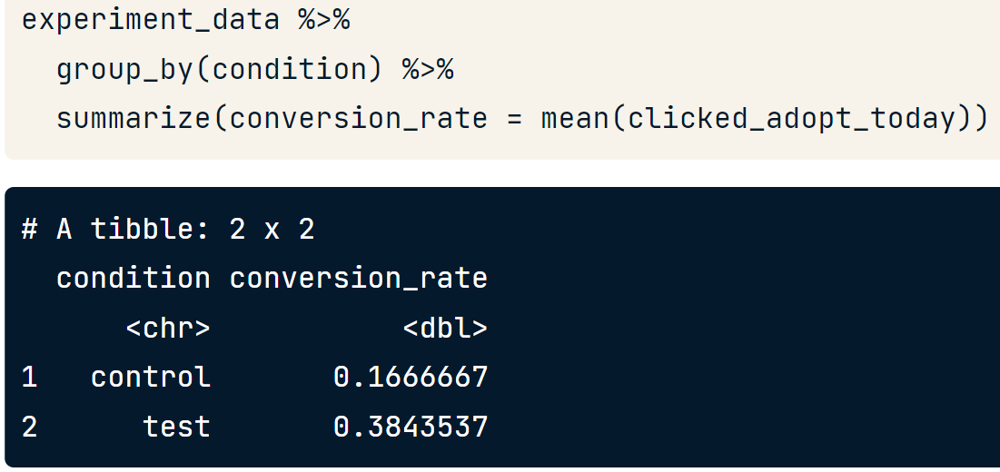 experiment_data %>%
  group_by(condition) %>%
  summarize(conversion_rate = mean(clicked_adopt_today))
# A tibble: 2 x 2
  condition conversion_rate
      <chr>           <dbl>
1   control       0.1666667
2      test       0.3843537